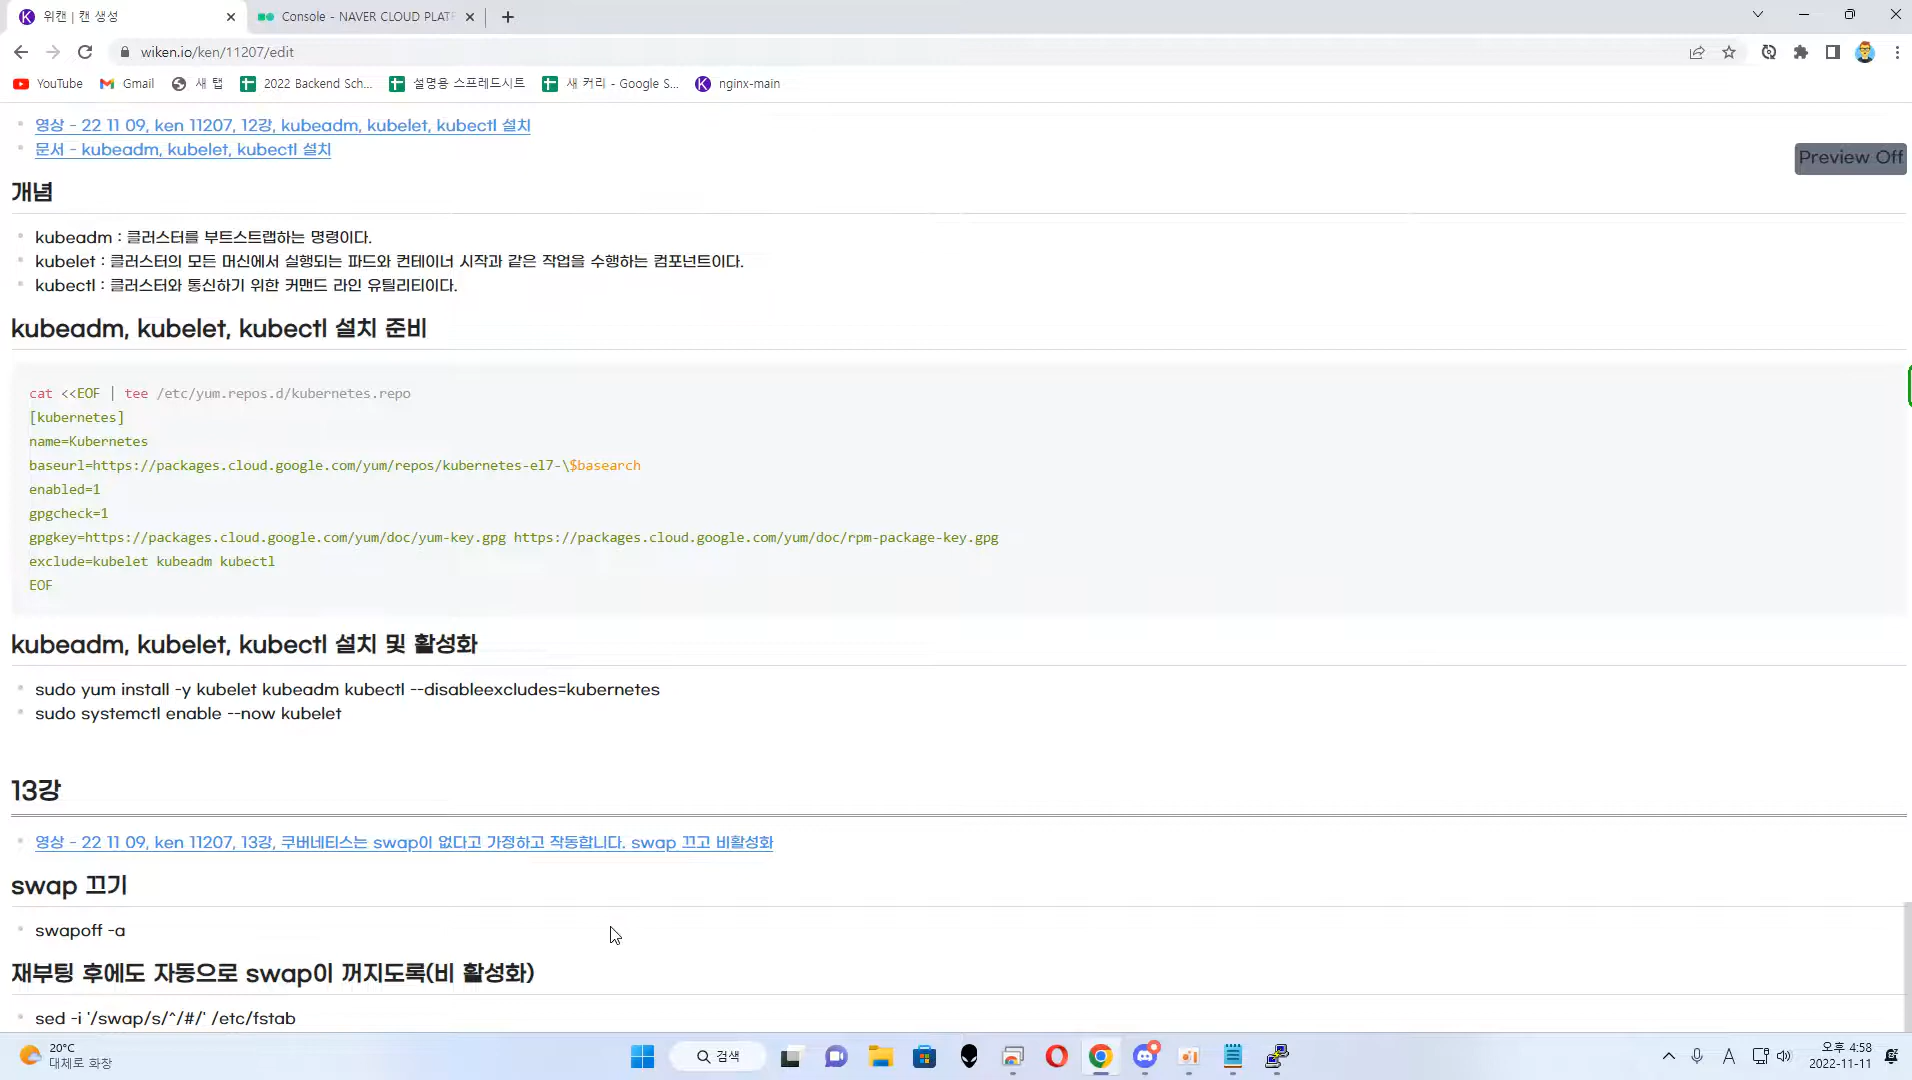 위캔 | 캔 생성
Console - NAVER CLOUD PLAT
wiken.io/ken/11207/edit
YouTube
Gmail
새 탭
2022 Backend Sch...
설명용 스프레드시트
새 커리 - Google S...
nginx-main
영상 - 22 11 09, ken 11207, 12강, kubeadm, kubelet, kubectl 설치
문서 - kubeadm, kubelet, kubectl 설치
Preview Off
개념
kubeadm : 클러스터를 부트스트랩하는 명령이다.
kubelet : 클러스터의 모든 머신에서 실행되는 파드와 컨테이너 시작과 같은 작업을 수행하는 컴포넌트이다.
kubectl : 클러스터와 통신하기 위한 커맨드 라인 유틸리티이다.
kubeadm, kubelet, kubectl 설치 준비
cat <<EOF | tee /etc/yum.repos.d/kubernetes.repo
[kubernetes]
name=Kubernetes
baseurl=https://packages.cloud.google.com/yum/repos/kubernetes-el7-\$basearch
enabled=1
gpgcheck=1
gpgkey=https://packages.cloud.google.com/yum/doc/yum-key.gpg https://packages.cloud.google.com/yum/doc/rpm-package-key.gpg
exclude=kubelet kubeadm kubectl
EOF
kubeadm, kubelet, kubectl 설치 및 활성화
sudo yum install -y kubelet kubeadm kubectl --disableexcludes=kubernetes
sudo systemctl enable --now kubelet
13강
영상 - 22 11 09, ken 11207, 13강, 쿠버네티스는 swap이 없다고 가정하고 작동합니다. swap 끄고 비활성화
swap 끄기
swapoff -a
재부팅 후에도 자동으로 swap이 꺼지도록(비 활성화)
sed -i '/swap/s/^/#/' /etc/fstab
20°C
대체로 화창
검색
A
오후 4:58
2022-11-11